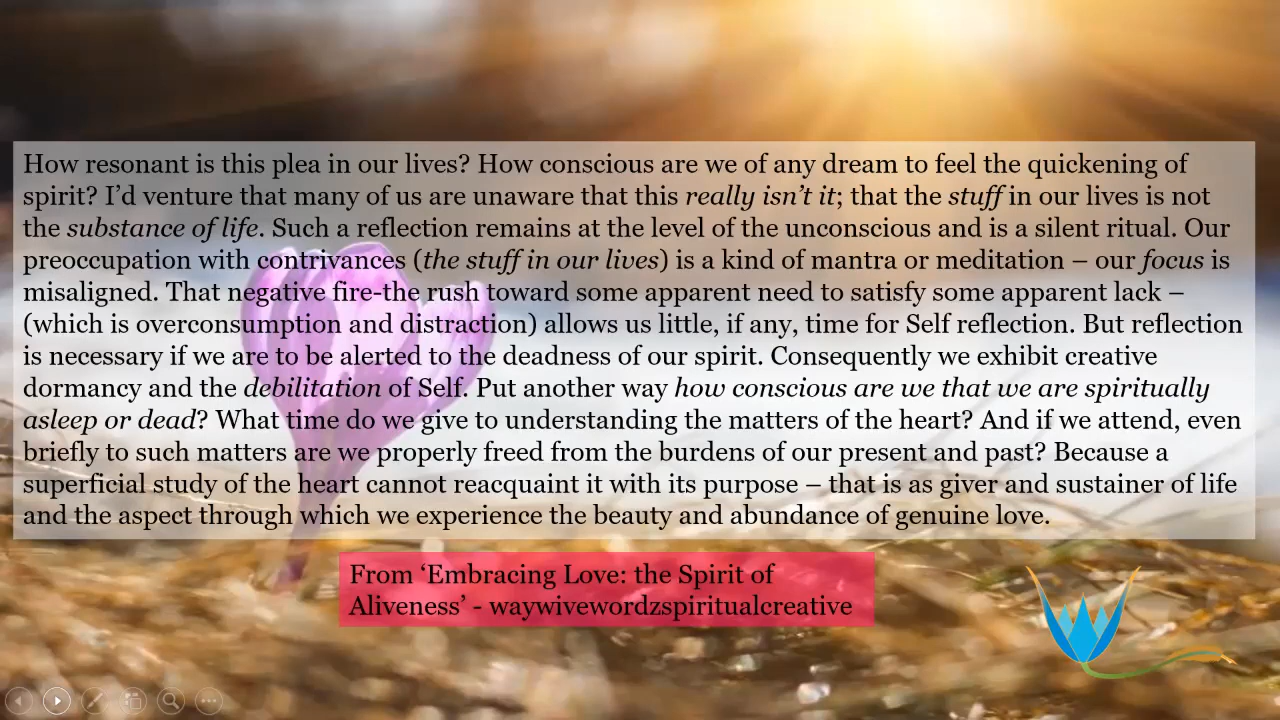 How resonant is this plea in our lives? How conscious are we of any dream to feel the quickening of
spirit? I’d venture that many of us are unaware that this really isn’t it; that the stuff in our lives is not
the substance of life. Such a reflection remains at the level of the unconscious and is a silent ritual. Our
preoccupation with contrivances (the stuff in our lives) is a kind of mantra or meditation – our focus is
misaligned. That negative fire-the rush toward some apparent need to satisfy some apparent lack –
(which is overconsumption and distraction) allows us little, if any, time for Self reflection. But reflection
is necessary if we are to be alerted to the deadness of our spirit. Consequently we exhibit creative
dormancy and the debilitation of Self. Put another way how conscious are we that we are spiritually
asleep or dead? What time do we give to understanding the matters of the heart? And if we attend, even
briefly to such matters are we properly freed from the burdens of our present and past? Because a
superficial study of the heart cannot reacquaint it with its purpose – that is as giver and sustainer of life
and the aspect through which we experience the beauty and abundance of genuine love.
From ‘Embracing Love: the Spirit of
Aliveness’ - waywivewordzspiritualcreative